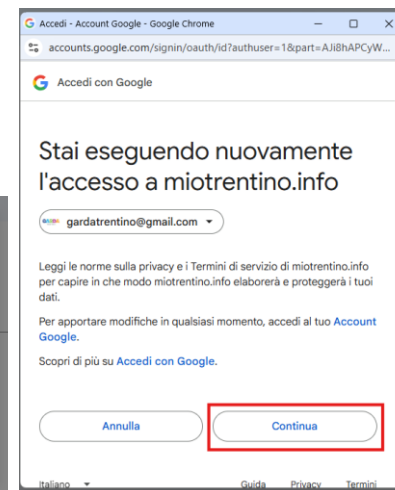 Accedi - Account Google - Google Chrome
accounts.google.com/signin/oauth/id?authuser=1&part=AJi8hAPCyW...
Accedi con Google
Stai eseguendo nuovamente
l'accesso a miotrentino.info
gardatrentino@gmail.com
Leggi le norme sulla privacy e i Termini di servizio di miotrentino.info
per capire in che modo miotrentino.info elaborerà e proteggerà i tuoi
dati.
Per apportare modifiche in qualsiasi momento, accedi al tuo Account
Google.
Scopri di più su Accedi con Google.
Annulla Continua
Italiano Guida Privacy Termini